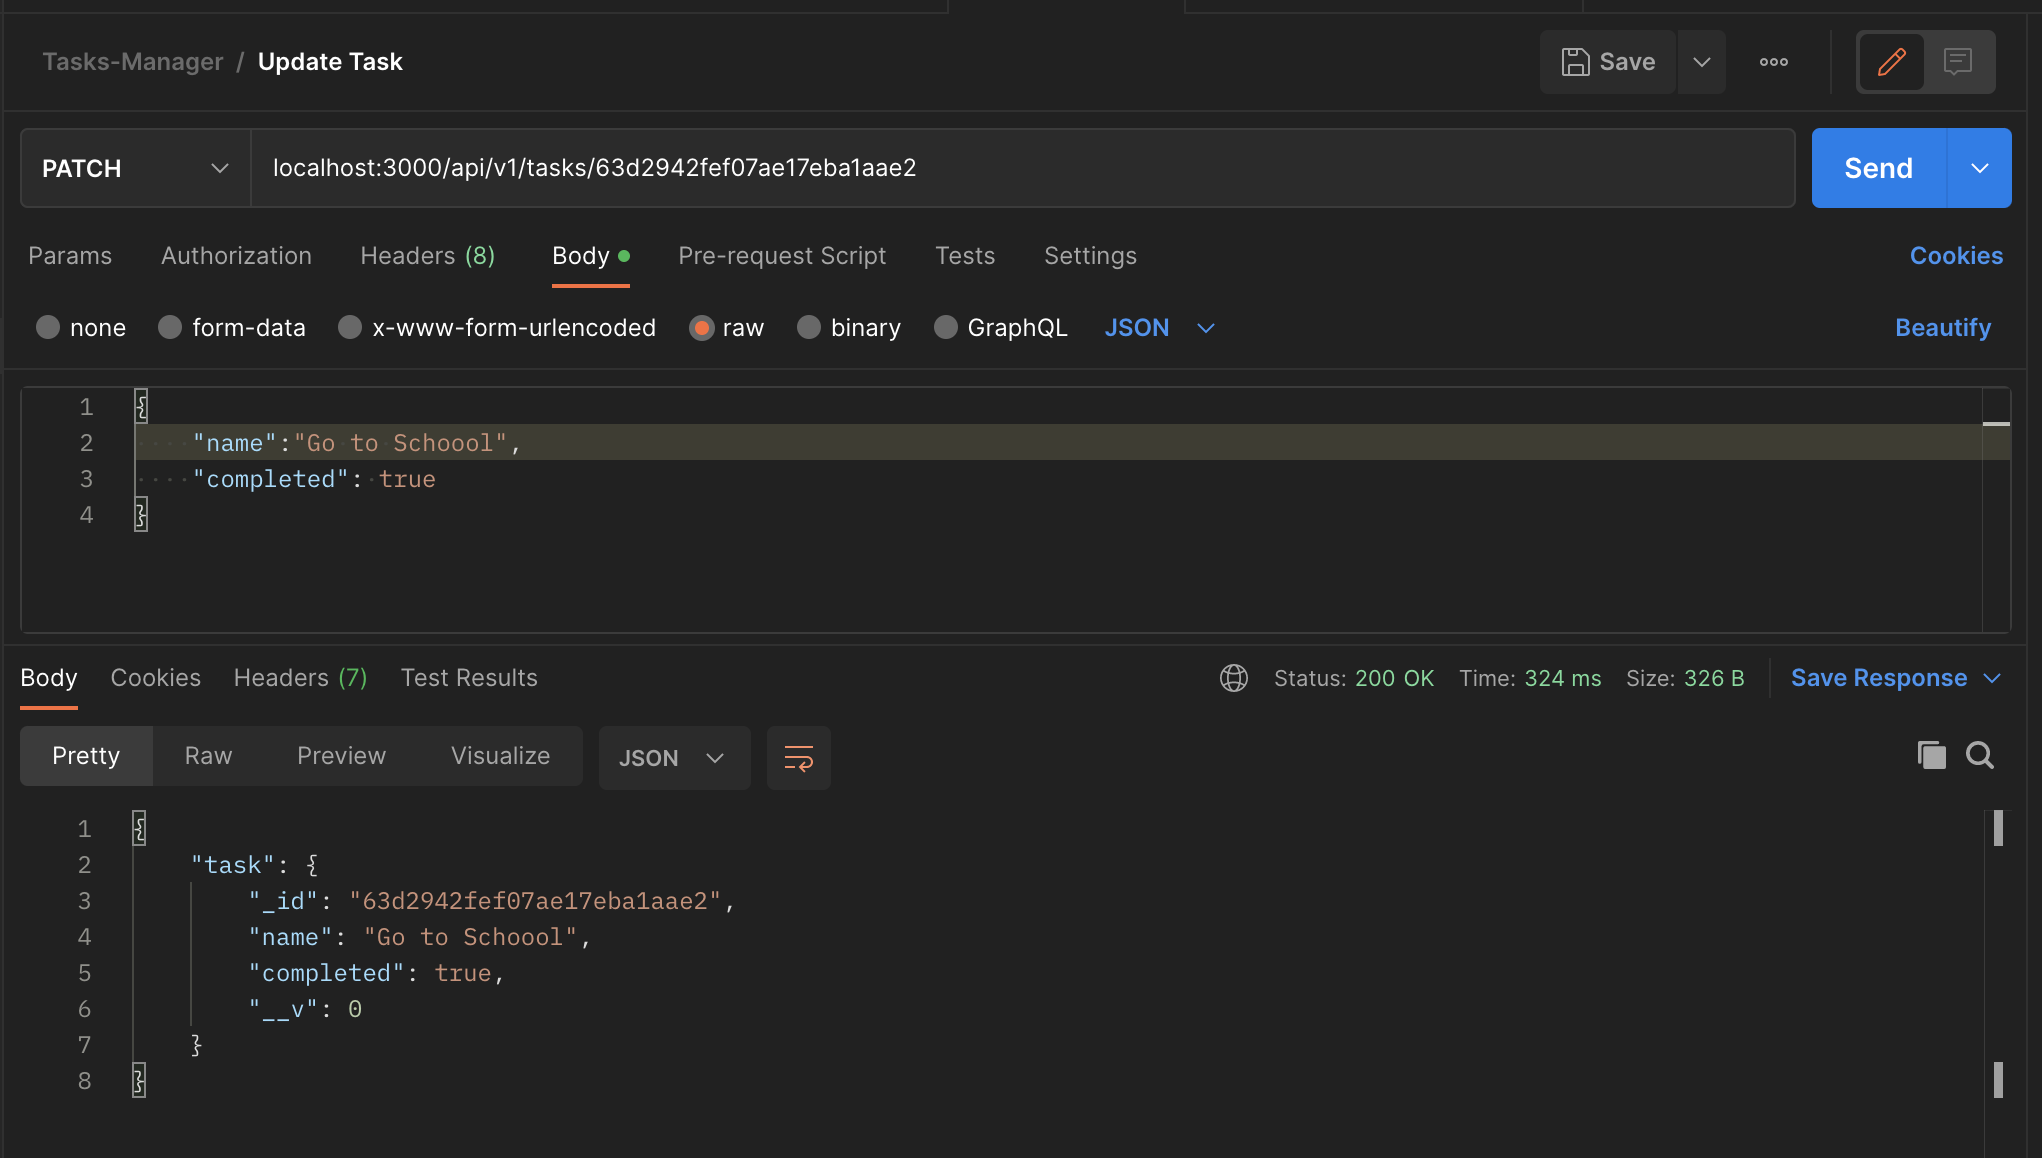 Tasks-Manager / Update Task
Save
PATCH localhost:3000/api/v1/tasks/63d2942fef07ae17eba1aae2 Send
Params Authorization Headers (8) Body Pre-request Script Tests Settings Cookies
none form-data x-www-form-urlencoded raw binary GraphQL JSON Beautify
1 {
2 "name":"Go to Schoool",
3 "completed": true
4 }
Body Cookies Headers (7) Test Results Status: 200 OK Time: 324 ms Size: 326 B Save Response
Pretty Raw Preview Visualize JSON
1 {
2 "task": {
3 "_id": "63d2942fef07ae17eba1aae2",
4 "name": "Go to Schoool",
5 "completed": true,
6 "__v": 0
7 }
8 }